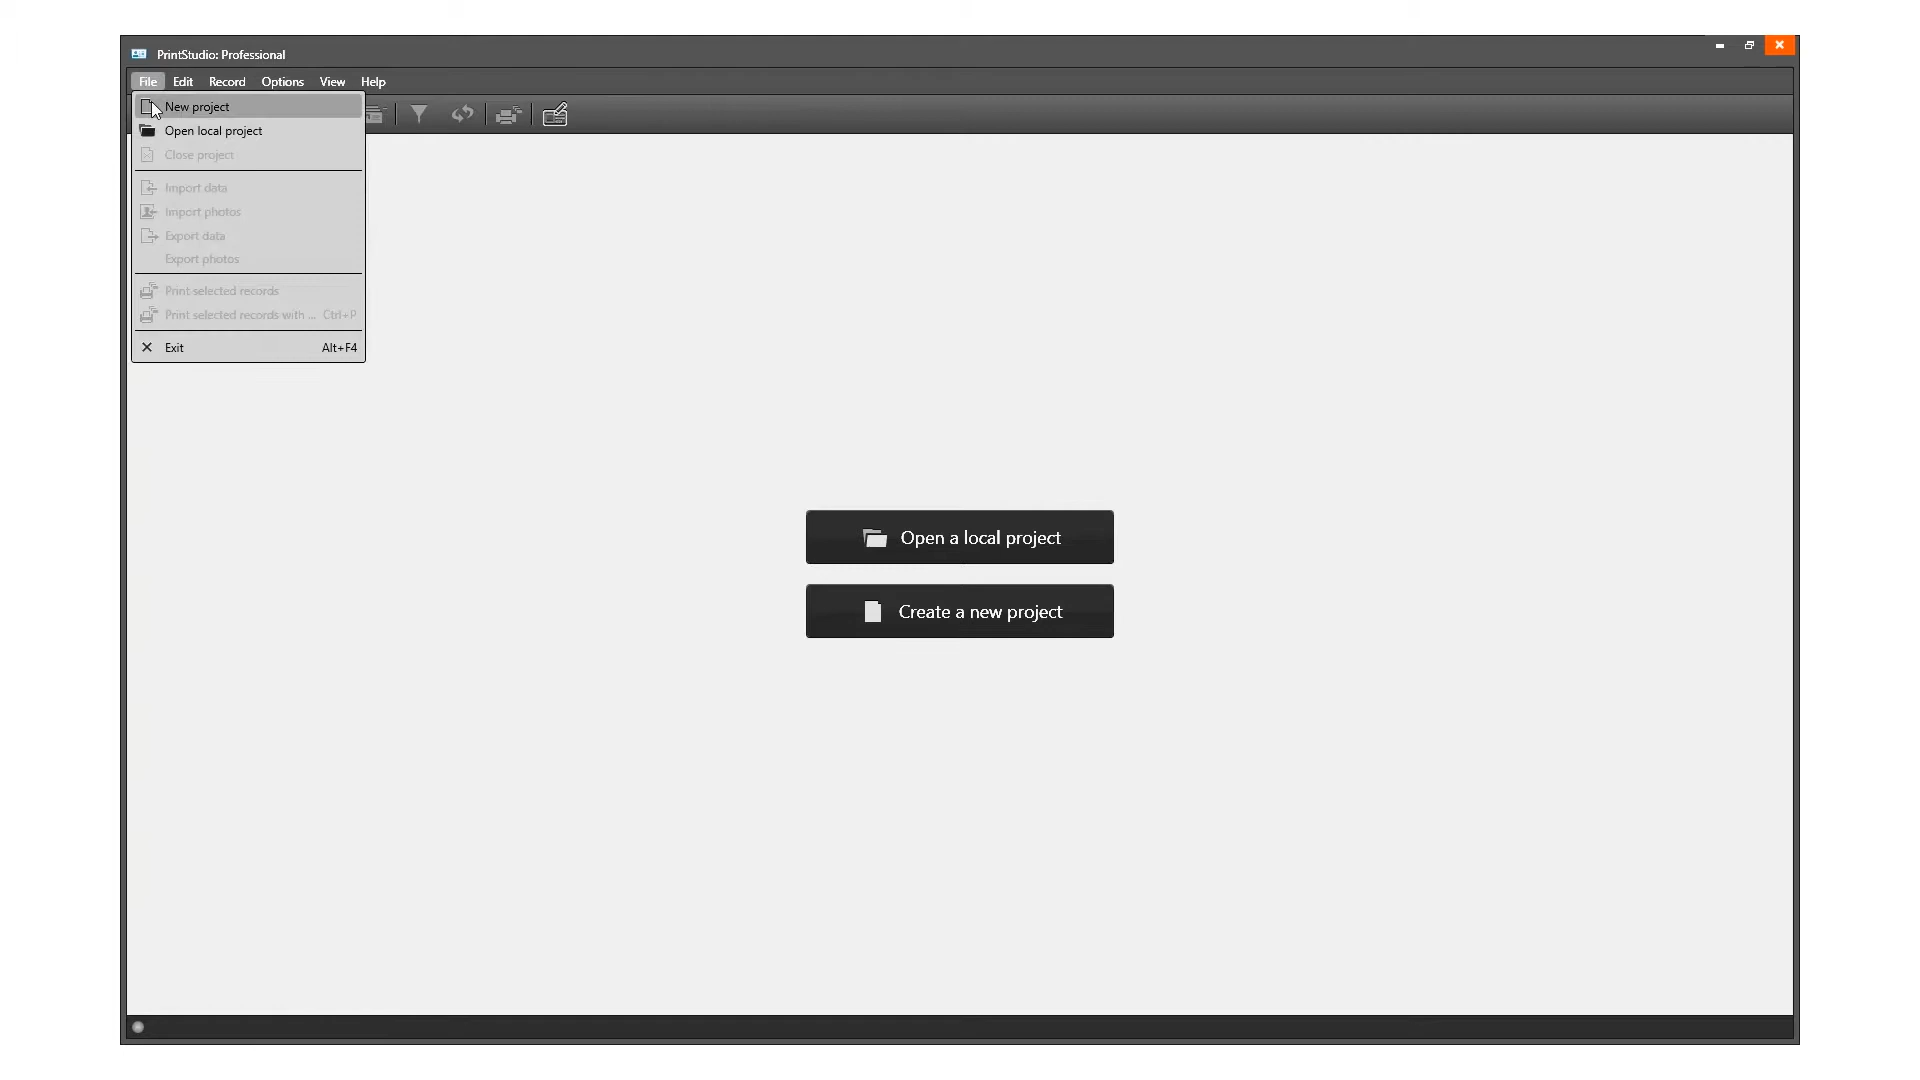 PrintStudio: Professional
File Edit Record Options View Help
New project
Open local project
Close project
Import data
Import photos
Export data
Export photos
Print selected records
Print selected records with ... Ctrl+P
Exit Alt+F4
Open a local project
Create a new project